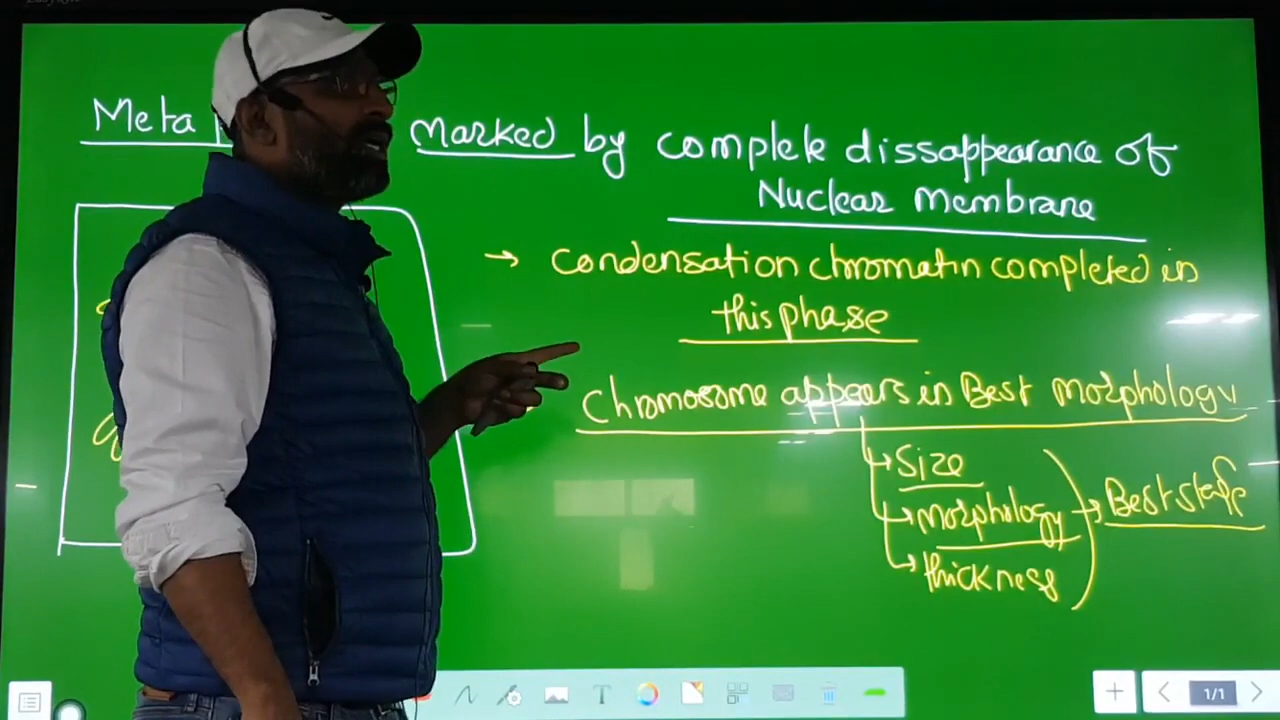 Meta marked by complete dissappearance of
Nuclear Membrane
→ condensation chromatin completed in
this phase
chromosome appears in Best morphology
→ Size
→ morphology → Best
→ thickness
1/1